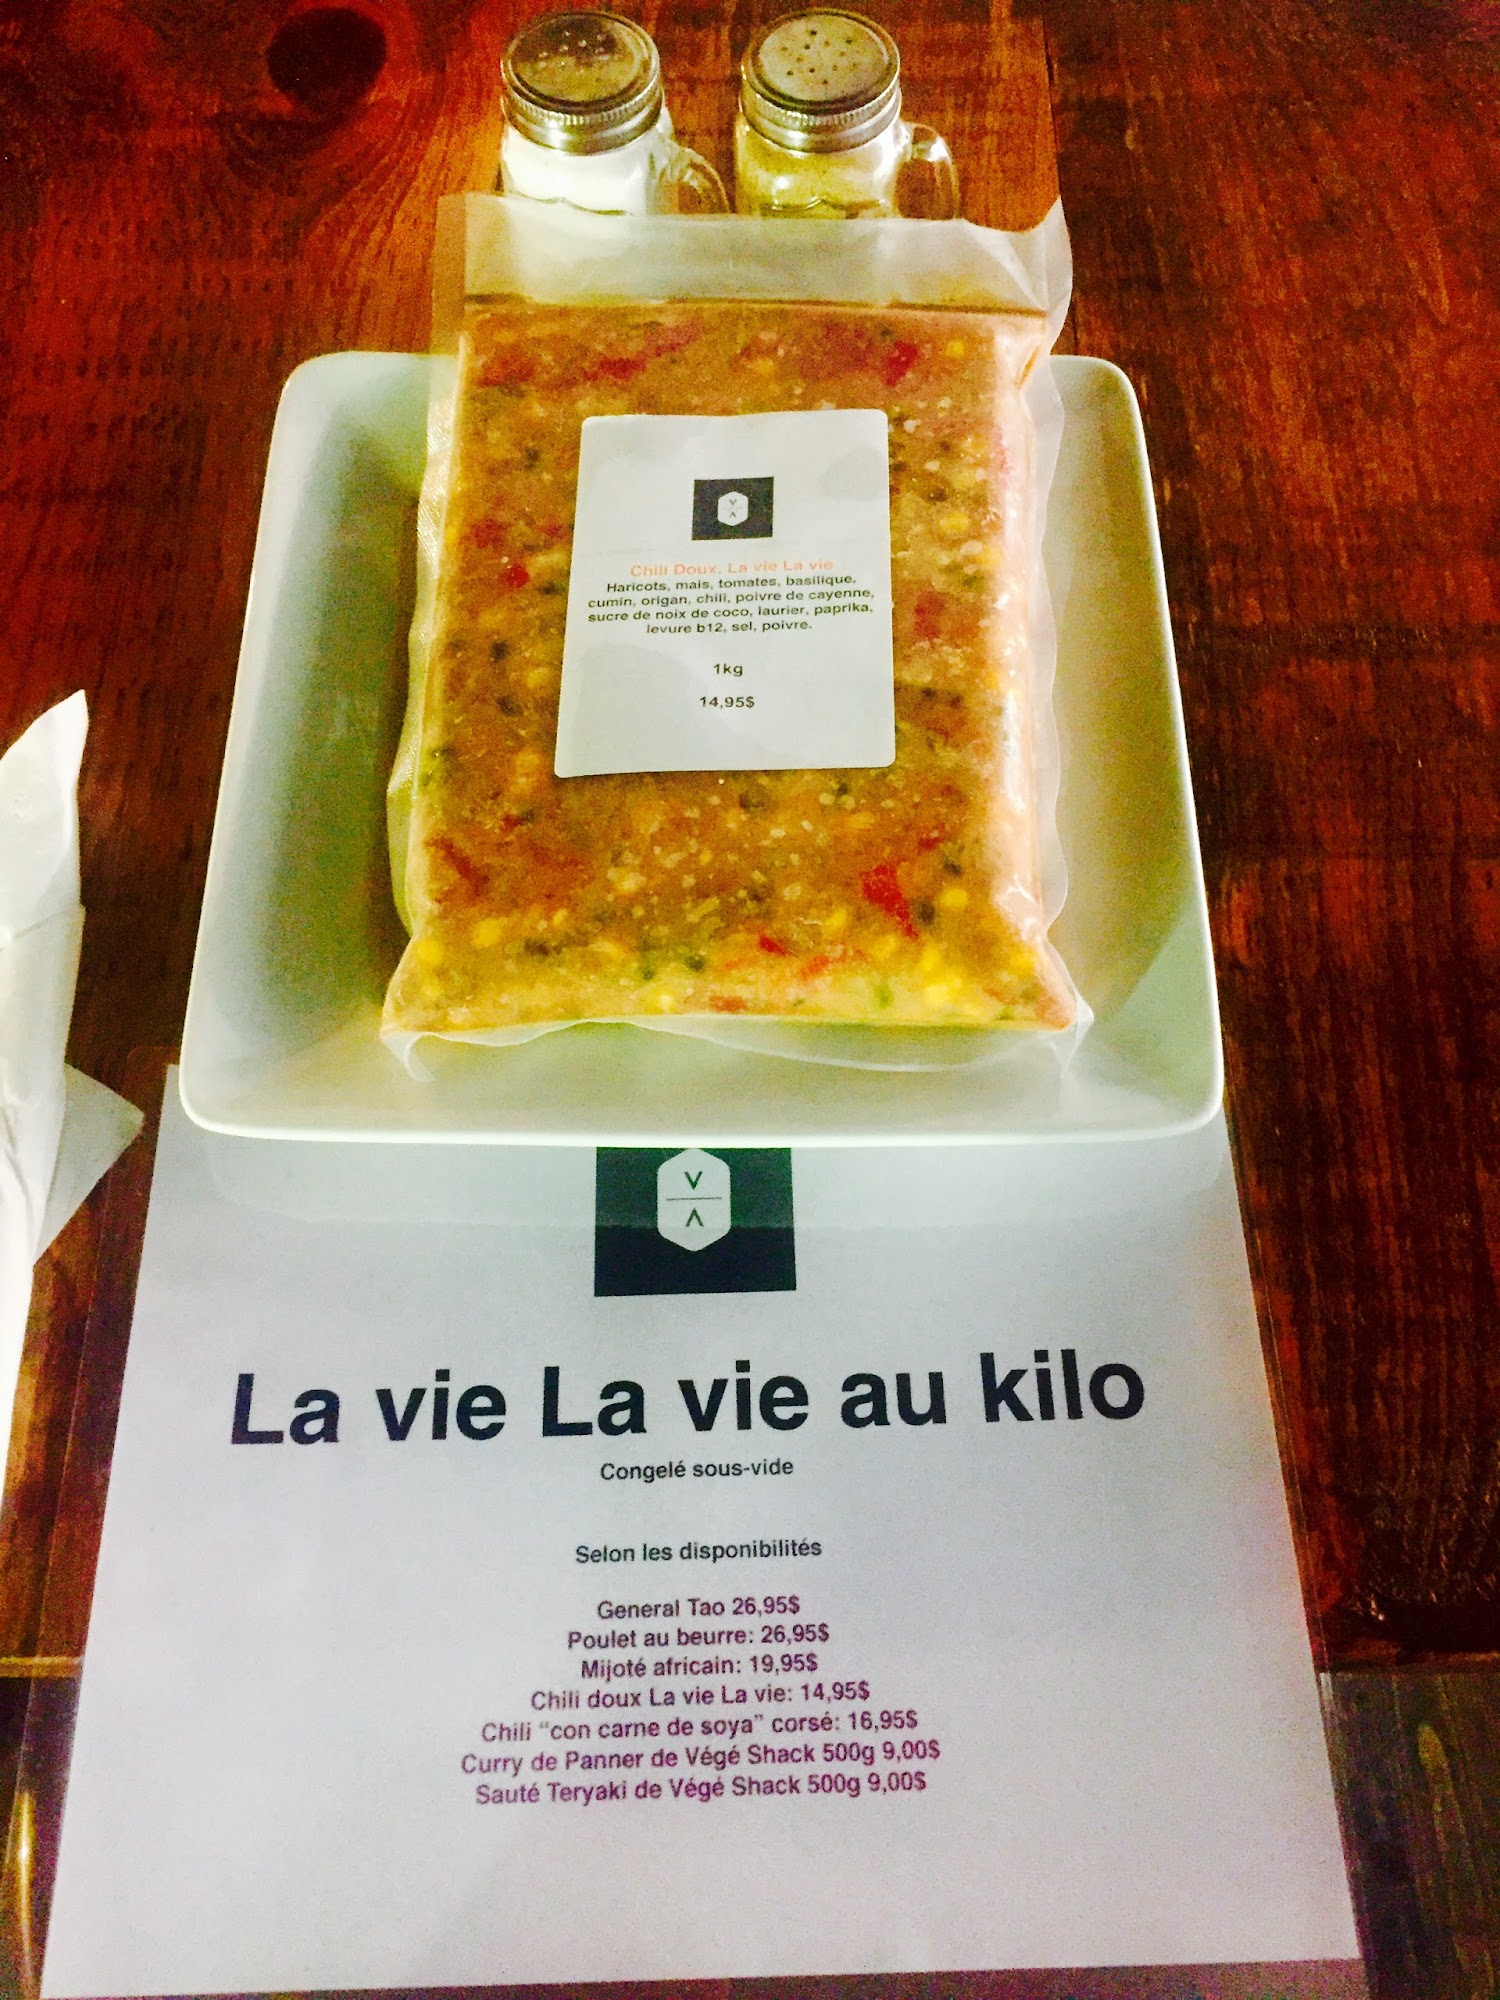 Chili Doux, La vie La vie
Haricots, mais, tomates, basilique,
cumin, origan, chili, poivre de cayenne,
sucre de noix de coco, laurier, paprika,
levure b12, sel, poivre.
1kg
14,95$
La vie La vie au kilo
Congelé sous-vide
Selon les disponibilités
General Tao 26,95$
Poulet au beurre: 26,95$
Mijoté africain: 19,95$
Chili doux La vie La vie: 14,95$
Chili “con carne de soya” corsé: 16,95$
Curry de Panner de Végé Shack 500g 9,00$
Sauté Teryaki de Végé Shack 500g 9,00$